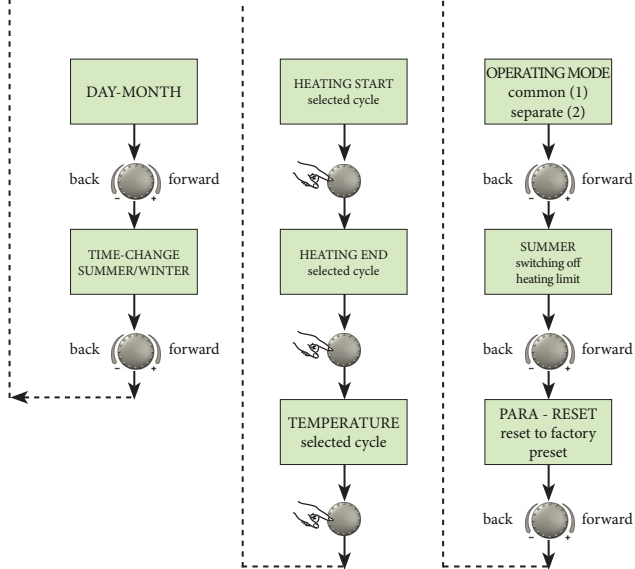 DAY-MONTH
back
forward
- +
TIME-CHANGE
SUMMER/WINTER
back
forward
- +
HEATING START
selected cycle
HEATING END
selected cycle
TEMPERATURE
selected cycle
OPERATING MODE
common (1)
separate (2)
back
forward
- +
SUMMER
switching off
heating limit
back
forward
- +
PARA - RESET
reset to factory
preset
back
forward
- +